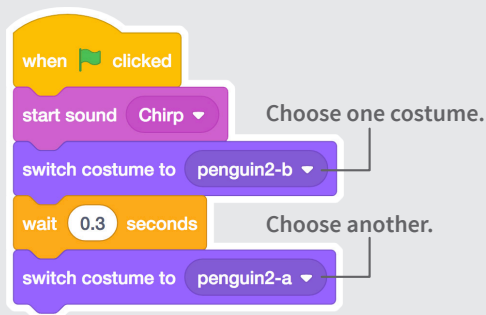 when clicked
start sound Chirp
Choose one costume.
switch costume to penguin2-b
wait 0.3 seconds
Choose another.
switch costume to penguin2-a